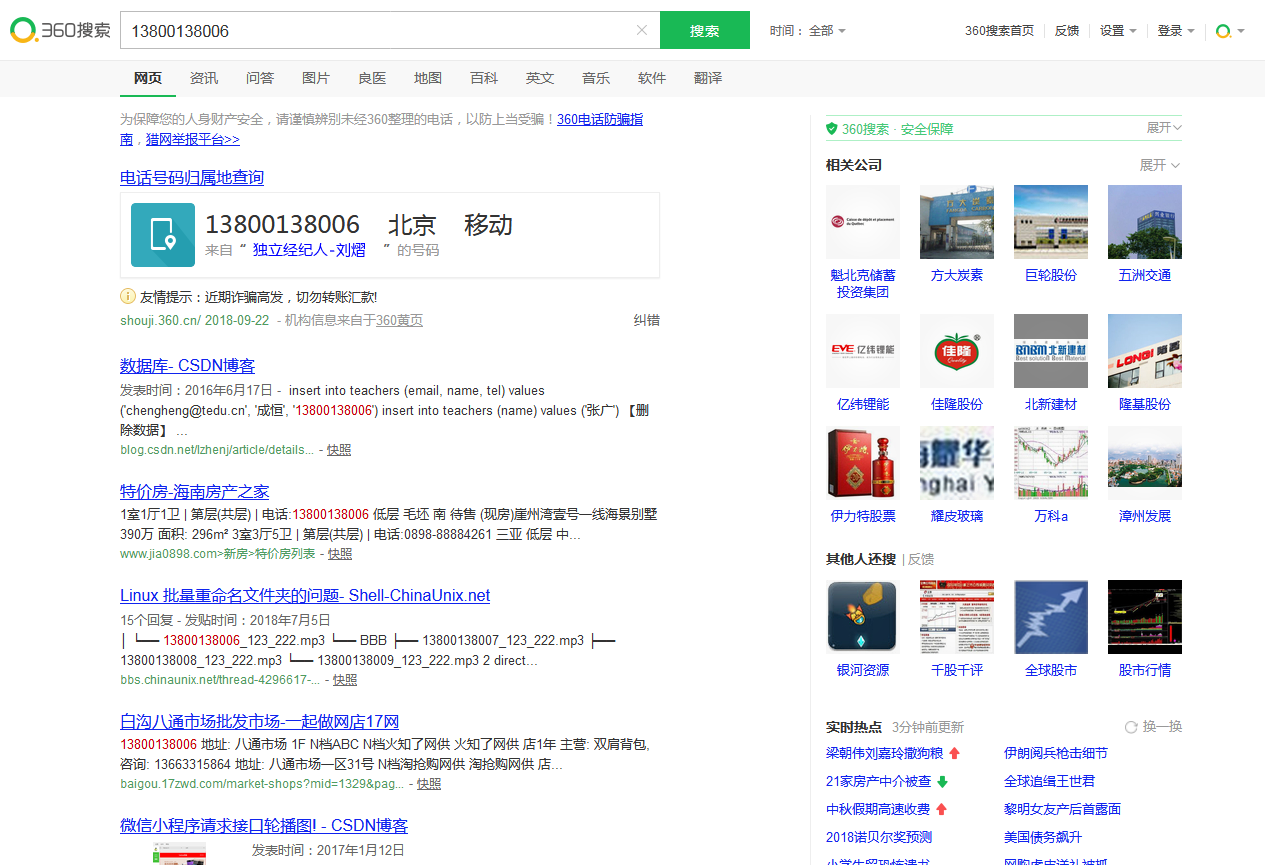 360搜索 13800138006 搜索 时间： 全部 360搜索首页 反馈 设置 登录
网页 资讯 问答 图片 良医 地图 百科 英文 音乐 软件 翻译
为保障您的人身财产安全，请谨慎辨别未经360整理的电话，以防上当受骗！360电话防骗指
南，猎网举报平台>>
电话号码归属地查询
13800138006 北京 移动
来自“ 独立经纪人-刘熠 ”的号码
友情提示：近期诈骗高发，切勿转账汇款!
shouji.360.cn/ 2018-09-22 - 机构信息来自于360黄页 纠错
数据库- CSDN博客
发表时间：2016年6月17日 - insert into teachers (email, name, tel) values
('chengheng@tedu.cn', '成恒', '13800138006') insert into teachers (name) values ('张广') 【删
除数据】 ...
blog.csdn.net/lzhenj/article/details... - 快照
特价房-海南房产之家
1室1厅1卫 | 第层(共层) | 电话:13800138006 低层 毛坯 南 待售 (现房)崖州湾壹号一线海景别墅
390万 面积: 296m² 3室3厅5卫 | 第层(共层) | 电话:0898-88884261 三亚 低层 中...
www.jia0898.com>新房>特价房列表 - 快照
Linux 批量重命名文件夹的问题- Shell-ChinaUnix.net
15个回复 - 发贴时间：2018年7月5日
│ └── 13800138006_123_222.mp3 └── BBB ├── 13800138007_123_222.mp3 ├──
13800138008_123_222.mp3 └── 13800138009_123_222.mp3 2 direct...
bbs.chinaunix.net/thread-4296617-... - 快照
白沟八通市场批发市场-一起做网店17网
13800138006 地址: 八通市场 1F N档ABC N档火知了网供 火知了网供 店1年 主营: 双肩背包,
咨询: 13663315864 地址: 八通市场一区31号 N档淘抢购网供 淘抢购网供 店...
baigou.17zwd.com/market-shops?mid=1329&pag... - 快照
微信小程序请求接口轮播图! - CSDN博客
发表时间：2017年1月12日
360搜索 · 安全保障 展开
相关公司 展开
魁北克储蓄 方大炭素 巨轮股份 五洲交通
投资集团
EVE 亿纬锂能 佳隆 Quality BNBM 北新建材 LONGi 隆基
亿纬锂能 佳隆股份 北新建材 隆基股份
伊力特股票 耀皮玻璃 万科a 漳州发展
其他人还搜 | 反馈
银河资源 千股千评 全球股市 股市行情
实时热点 3分钟前更新 换一换
梁朝伟刘嘉玲撒狗粮 伊朗阅兵枪击细节
21家房产中介被查 全球追缉王世君
中秋假期高速收费 黎明女友产后首露面
2018诺贝尔奖预测 美国债务飙升